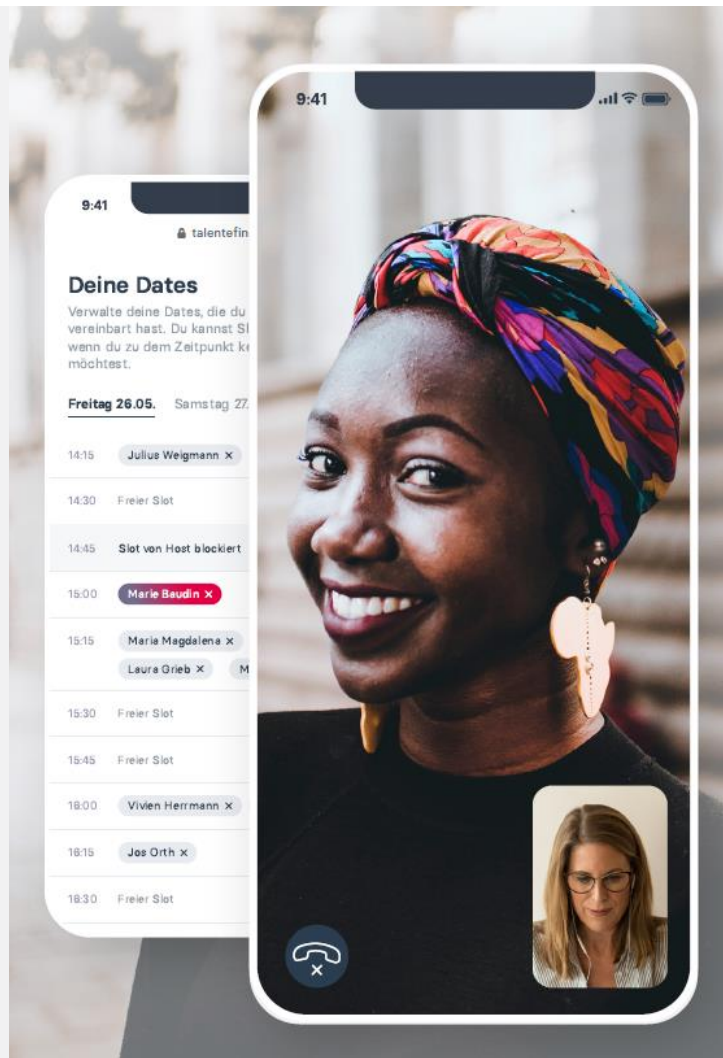 9:41
9:41
talentefin
Deine Dates
Verwalte deine Dates, die du
vereinbart hast. Du kannst Sl
wenn du zu dem Zeitpunkt ke
möchtest.
Freitag 26.05. Samstag 27.
14:15 Julius Weigmann ×
14:30 Freier Slot
14:45 Slot von Host blockiert
15:00 Marie Baudin ×
15:15 Maria Magdalena ×
Laura Grieb × M
15:30 Freier Slot
15:45 Freier Slot
16:00 Vivien Herrmann ×
16:15 Jos Orth ×
16:30 Freier Slot